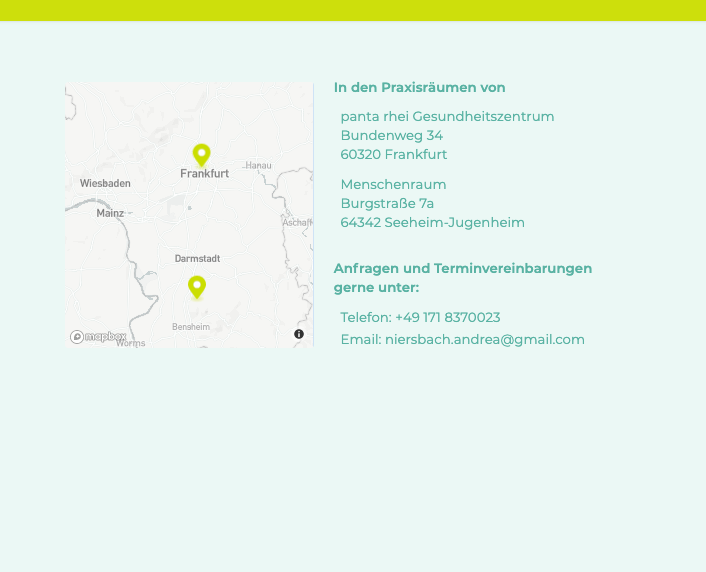 In den Praxisräumen von
panta rhei Gesundheitszentrum
Bundenweg 34
60320 Frankfurt
Menschenraum
Burgstraße 7a
64342 Seeheim-Jugenheim
Anfragen und Terminvereinbarungen
gerne unter:
Telefon: +49 171 8370023
Email: niersbach.andrea@gmail.com
Frankfurt
Hanau
Wiesbaden
Mainz
Aschaff
Darmstadt
Bensheim
Worms
mapbox